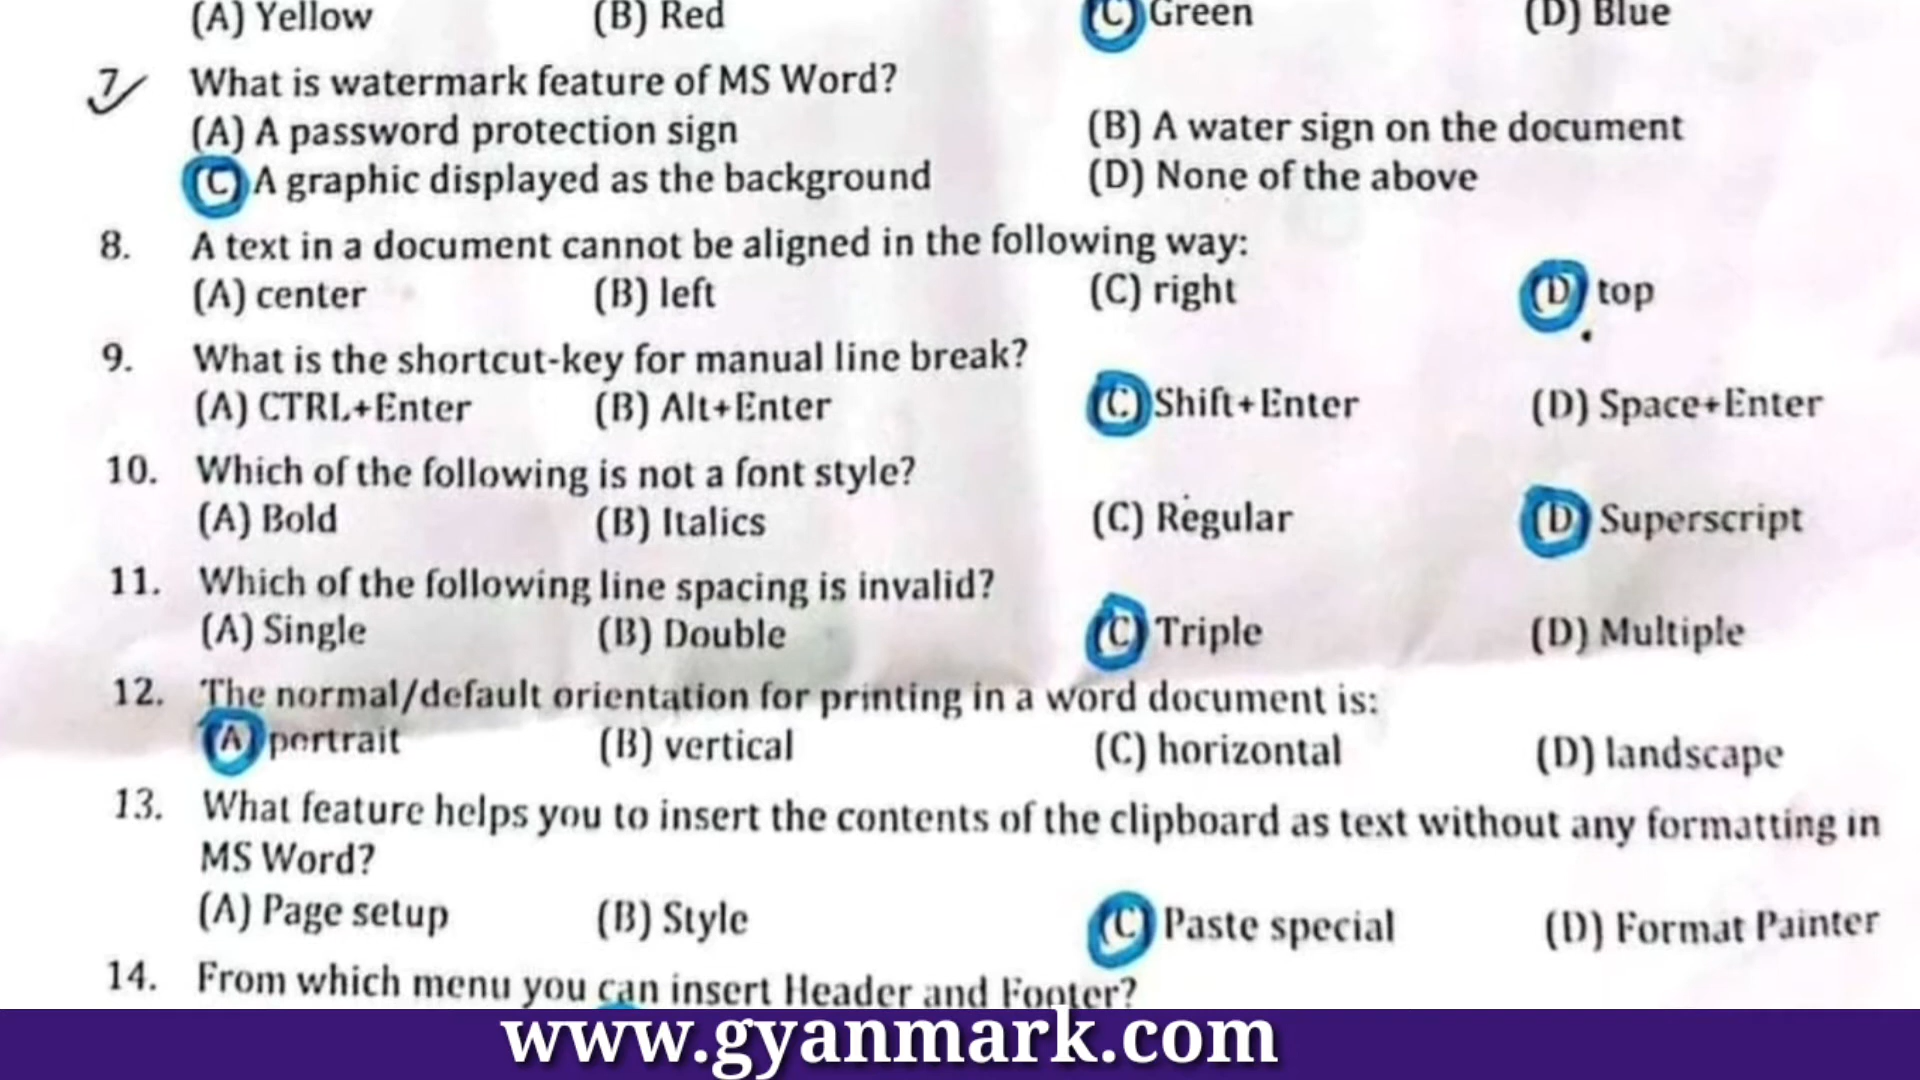 (A) Yellow (B) Red (C) Green (D) Blue
7 What is watermark feature of MS Word?
(A) A password protection sign (B) A water sign on the document
(C) A graphic displayed as the background (D) None of the above
8. A text in a document cannot be aligned in the following way:
(A) center (B) left (C) right (D) top
9. What is the shortcut-key for manual line break?
(A) CTRL+Enter (B) Alt+Enter (C) Shift+Enter (D) Space+Enter
10. Which of the following is not a font style?
(A) Bold (B) Italics (C) Regular (D) Superscript
11. Which of the following line spacing is invalid?
(A) Single (B) Double (C) Triple (D) Multiple
12. The normal/default orientation for printing in a word document is:
(A) portrait (B) vertical (C) horizontal (D) landscape
13. What feature helps you to insert the contents of the clipboard as text without any formatting in
MS Word?
(A) Page setup (B) Style (C) Paste special (D) Format Painter
14. From which menu you can insert Header and Footer?
www.gyanmark.com